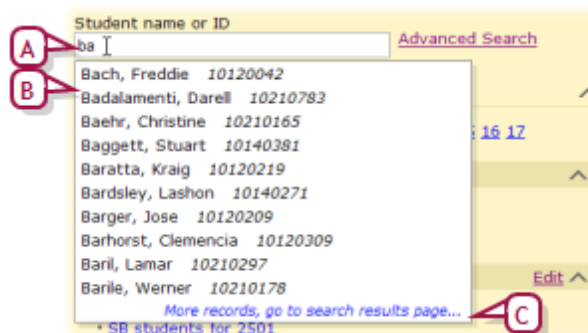 Student name or ID
A
ba
Advanced Search
B
Bach, Freddie 10120042
Badalamenti, Darell 10210783
Baehr, Christine 10210165
16 17
Baggett, Stuart 10140381
Baratta, Kraig 10120219
Bardsley, Lashon 10140271
Barger, Jose 10120209
Barhorst, Clemencia 10120309
Baril, Lamar 10210297
Edit
Barile, Werner 10210178
More records, go to search results page...
C
* SB students for 2501